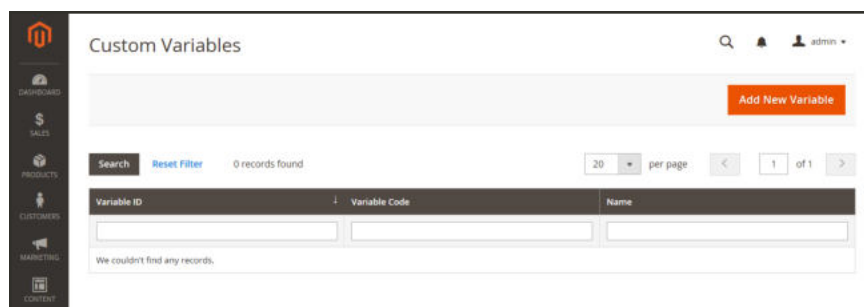 Custom Variables
admin
DASHBOARD
Add New Variable
$
SALES
Search Reset Filter 0 records found 20 per page < 1 of 1 >
PRODUCTS
Variable ID ↓ Variable Code Name
CUSTOMERS
MARKETING
We couldn't find any records.
CONTENT